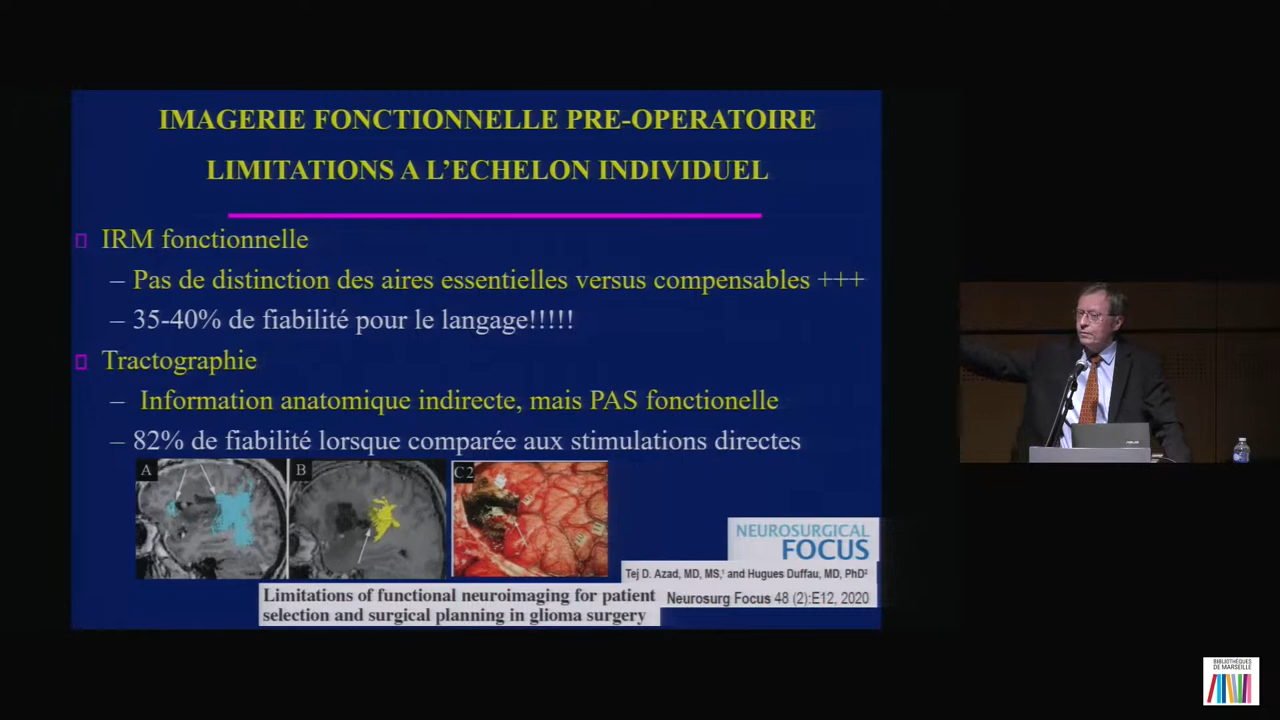 IMAGERIE FONCTIONNELLE PRE-OPERATOIRE
LIMITATIONS A L'ECHELON INDIVIDUEL
IRM fonctionnelle
– Pas de distinction des aires essentielles versus compensables +++
– 35-40% de fiabilité pour le langage!!!!!
Tractographie
– Information anatomique indirecte, mais PAS fonctionelle
– 82% de fiabilité lorsque comparée aux stimulations directes
A
B
C2
NEUROSURGICAL
FOCUS
Tej D. Azad, MD, MS,¹ and Hugues Duffau, MD, PhD²
Limitations of functional neuroimaging for patient
selection and surgical planning in glioma surgery
Neurosurg Focus 48 (2):E12, 2020
BIBLIOTHÈQUES
DE MARSEILLE